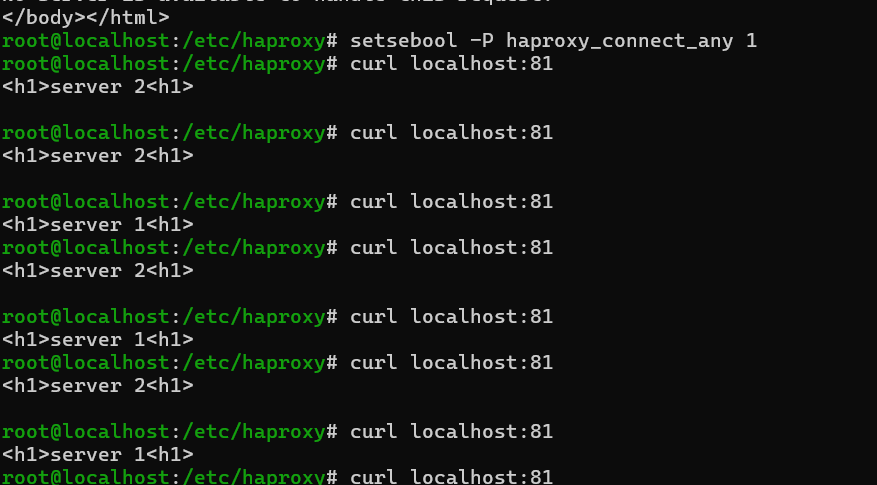 </body></html>
root@localhost:/etc/haproxy# setsebool -P haproxy_connect_any 1
root@localhost:/etc/haproxy# curl localhost:81
<h1>server 2<h1>
root@localhost:/etc/haproxy# curl localhost:81
<h1>server 2<h1>
root@localhost:/etc/haproxy# curl localhost:81
<h1>server 1<h1>
root@localhost:/etc/haproxy# curl localhost:81
<h1>server 2<h1>
root@localhost:/etc/haproxy# curl localhost:81
<h1>server 1<h1>
root@localhost:/etc/haproxy# curl localhost:81
<h1>server 2<h1>
root@localhost:/etc/haproxy# curl localhost:81
<h1>server 1<h1>
root@localhost:/etc/haproxy# curl localhost:81